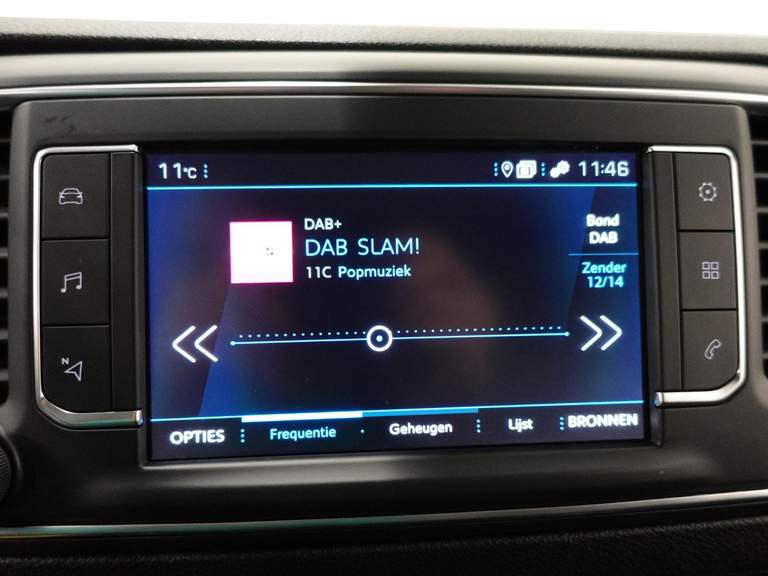 11°C
11:46
DAB+
DAB SLAM!
11C Popmuziek
Band
DAB
Zender
12/14
N
OPTIES
Frequentie
Geheugen
Lijst
BRONNEN